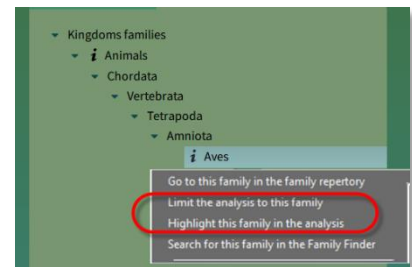 Kingdoms families
i Animals
Chordata
Vertebrata
Tetrapoda
Amniota
i Aves
Go to this family in the family repertory
Limit the analysis to this family
Highlight this family in the analysis
Search for this family in the Family Finder